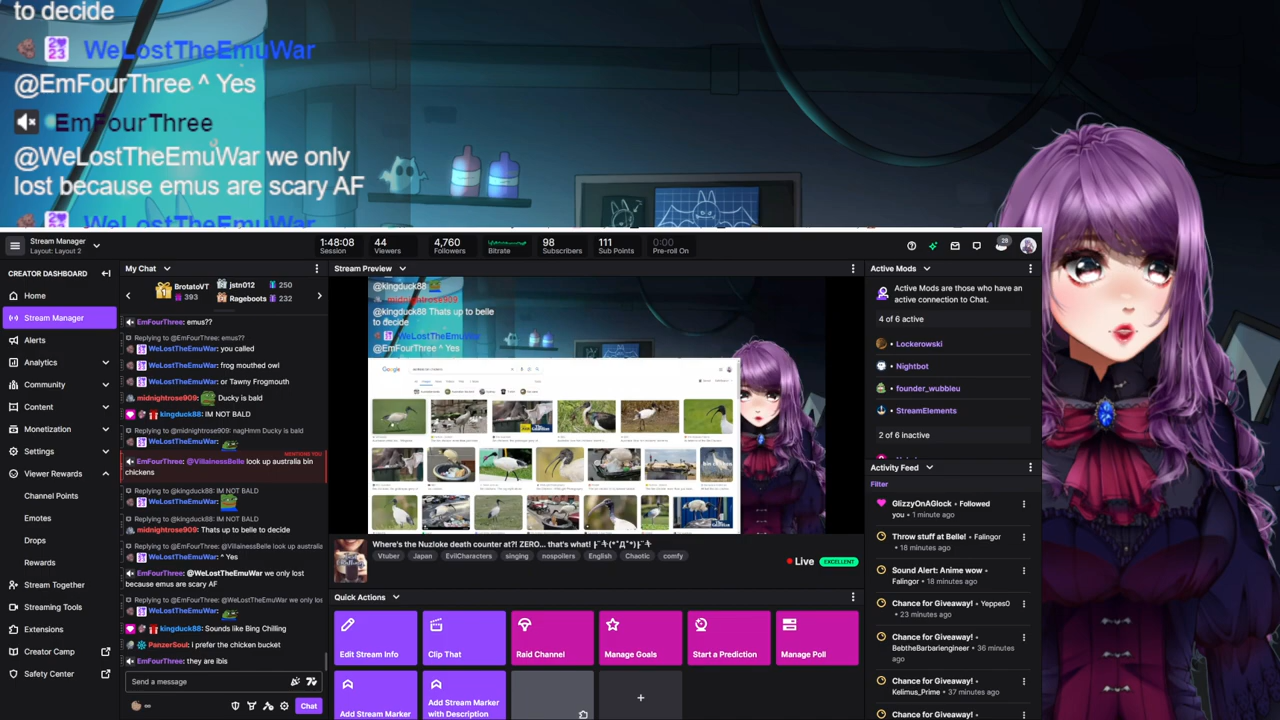 to decide
WeLostTheEmuWar
@EmFourThree ^ Yes
EmFourThree
@WeLostTheEmuWar we only
lost because emus are scary AF
WeLostTheEmuWar
Stream Manager
Layout: Layout 2
1:48:08
Session
44
Viewers
4,760
Followers
Bitrate
98
Subscribers
111
Sub Points
0:00
Pre-roll On
28
CREATOR DASHBOARD
Home
Stream Manager
Alerts
Analytics
Community
Content
Monetization
Settings
Viewer Rewards
Channel Points
Emotes
Drops
Rewards
Stream Together
Streaming Tools
Extensions
Creator Camp
Safety Center
My Chat
BrotatoVT
393
jstn012
250
Rageboots
232
EmFourThree: emus??
Replying to @EmFourThree: emus??
WeLostTheEmuWar: you called
WeLostTheEmuWar: frog mouthed owl
WeLostTheEmuWar: or Tawny Frogmouth
midnightrose909: Ducky is bald
kingduck88: IM NOT BALD
Replying to @midnightrose909: nagHmm Ducky is bald
WeLostTheEmuWar:
MENTIONS YOU
EmFourThree: @VillainessBelle look up australia bin
chickens
Replying to @kingduck88: IM NOT BALD
WeLostTheEmuWar:
Replying to @kingduck88: IM NOT BALD
midnightrose909: Thats up to belle to decide
Replying to @EmFourThree: @VillainessBelle look up australia
WeLostTheEmuWar: ^ Yes
EmFourThree: @WeLostTheEmuWar we only lost
because emus are scary AF
Replying to @EmFourThree: @WeLostTheEmuWar we only los
WeLostTheEmuWar:
kingduck88: Sounds like Bing Chilling
PanzerSoul: I prefer the chicken bucket
EmFourThree: they are ibis
Send a message
Chat
Stream Preview
@kingduck88
midnightrose909
@kingduck88 Thats up to belle
to decide
WeLostTheEmuWar
@EmFourThree ^ Yes
Google
Where's the Nuzloke death counter at?! ZERO... that's what!
Vtuber
Japan
EvilCharacters
singing
nospoilers
English
Chaotic
comfy
Live
EXCELLENT
Quick Actions
Edit Stream Info
Clip That
Raid Channel
Manage Goals
Start a Prediction
Manage Poll
Add Stream Marker
Add Stream Marker
with Description
Active Mods
Active Mods are those who have an
active connection to Chat.
4 of 6 active
Lockerowski
Nightbot
founder_wubbleu
StreamElements
2 of 6 inactive
Activity Feed
Filter
GlizzyOnAGlock • Followed
you • 1 minute ago
Throw stuff at Belle! • Falingor
• 18 minutes ago
Sound Alert: Anime wow •
Falingor • 18 minutes ago
Chance for Giveaway! • Yeppes0
• 23 minutes ago
Chance for Giveaway! •
BebtheBarbariengineer • 36 minutes
ago
Chance for Giveaway! •
Kelimus_Prime • 37 minutes ago
Chance for Giveaway! •